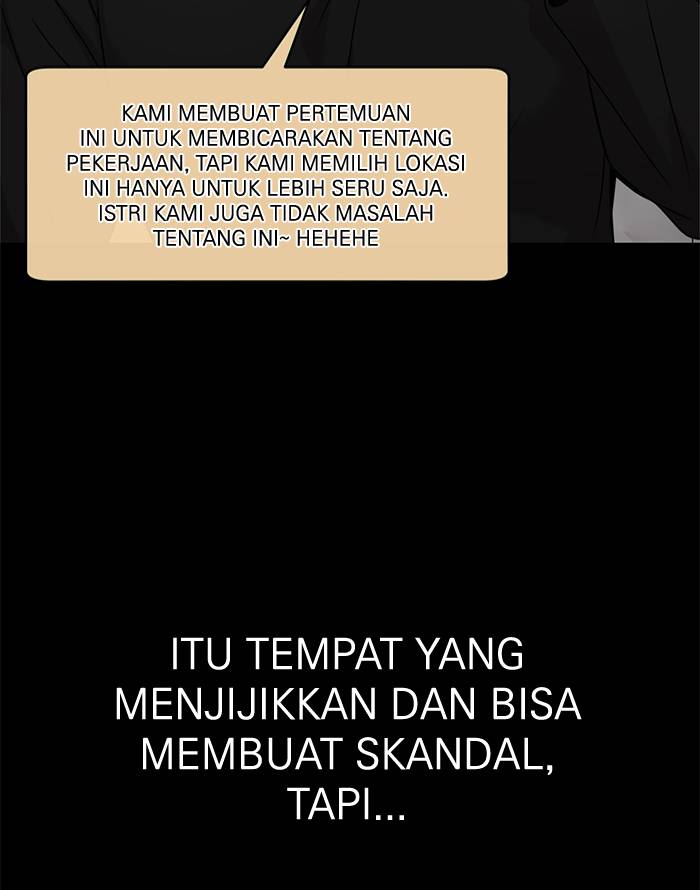 KAMI MEMBUAT PERTEMUAN
INI UNTUK MEMBICARAKAN TENTANG
PEKERJAAN, TAPI KAMI MEMILIH LOKASI
INI HANYA UNTUK LEBIH SERU SAJA.
ISTRI KAMI JUGA TIDAK MASALAH
TENTANG INI~ HEHEHE
ITU TEMPAT YANG
MENJIJIKKAN DAN BISA
MEMBUAT SKANDAL,
TAPI...